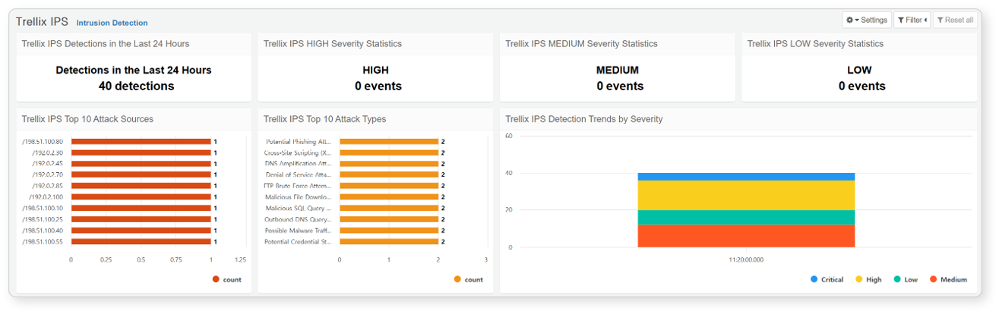 Trellix IPS Intrusion Detection
Settings Filter Reset all
Trellix IPS Detections in the Last 24 Hours
Detections in the Last 24 Hours
40 detections
Trellix IPS HIGH Severity Statistics
HIGH
0 events
Trellix IPS MEDIUM Severity Statistics
MEDIUM
0 events
Trellix IPS LOW Severity Statistics
LOW
0 events
Trellix IPS Top 10 Attack Sources
/198.51.100.80 1
/192.0.2.30 1
/192.0.2.45 1
/192.0.2.70 1
/192.0.2.85 1
/192.0.2.100 1
/198.51.100.10 1
/198.51.100.25 1
/198.51.100.40 1
/198.51.100.55 1
0 0.25 0.5 0.75 1 1.25
count
Trellix IPS Top 10 Attack Types
Potential Phishing Att... 2
Cross-Site Scripting (X... 2
DNS Amplification Att... 2
Denial of Service Atta... 2
FTP Brute Force Attem... 2
Malicious File Downlo... 2
Malicious SQL Query ... 2
Outbound DNS Query... 2
Possible Malware Traff... 2
Potential Credential St... 2
0 1 2 3
count
Trellix IPS Detection Trends by Severity
60
40
20
0
11:20:00.000
Critical High Low Medium